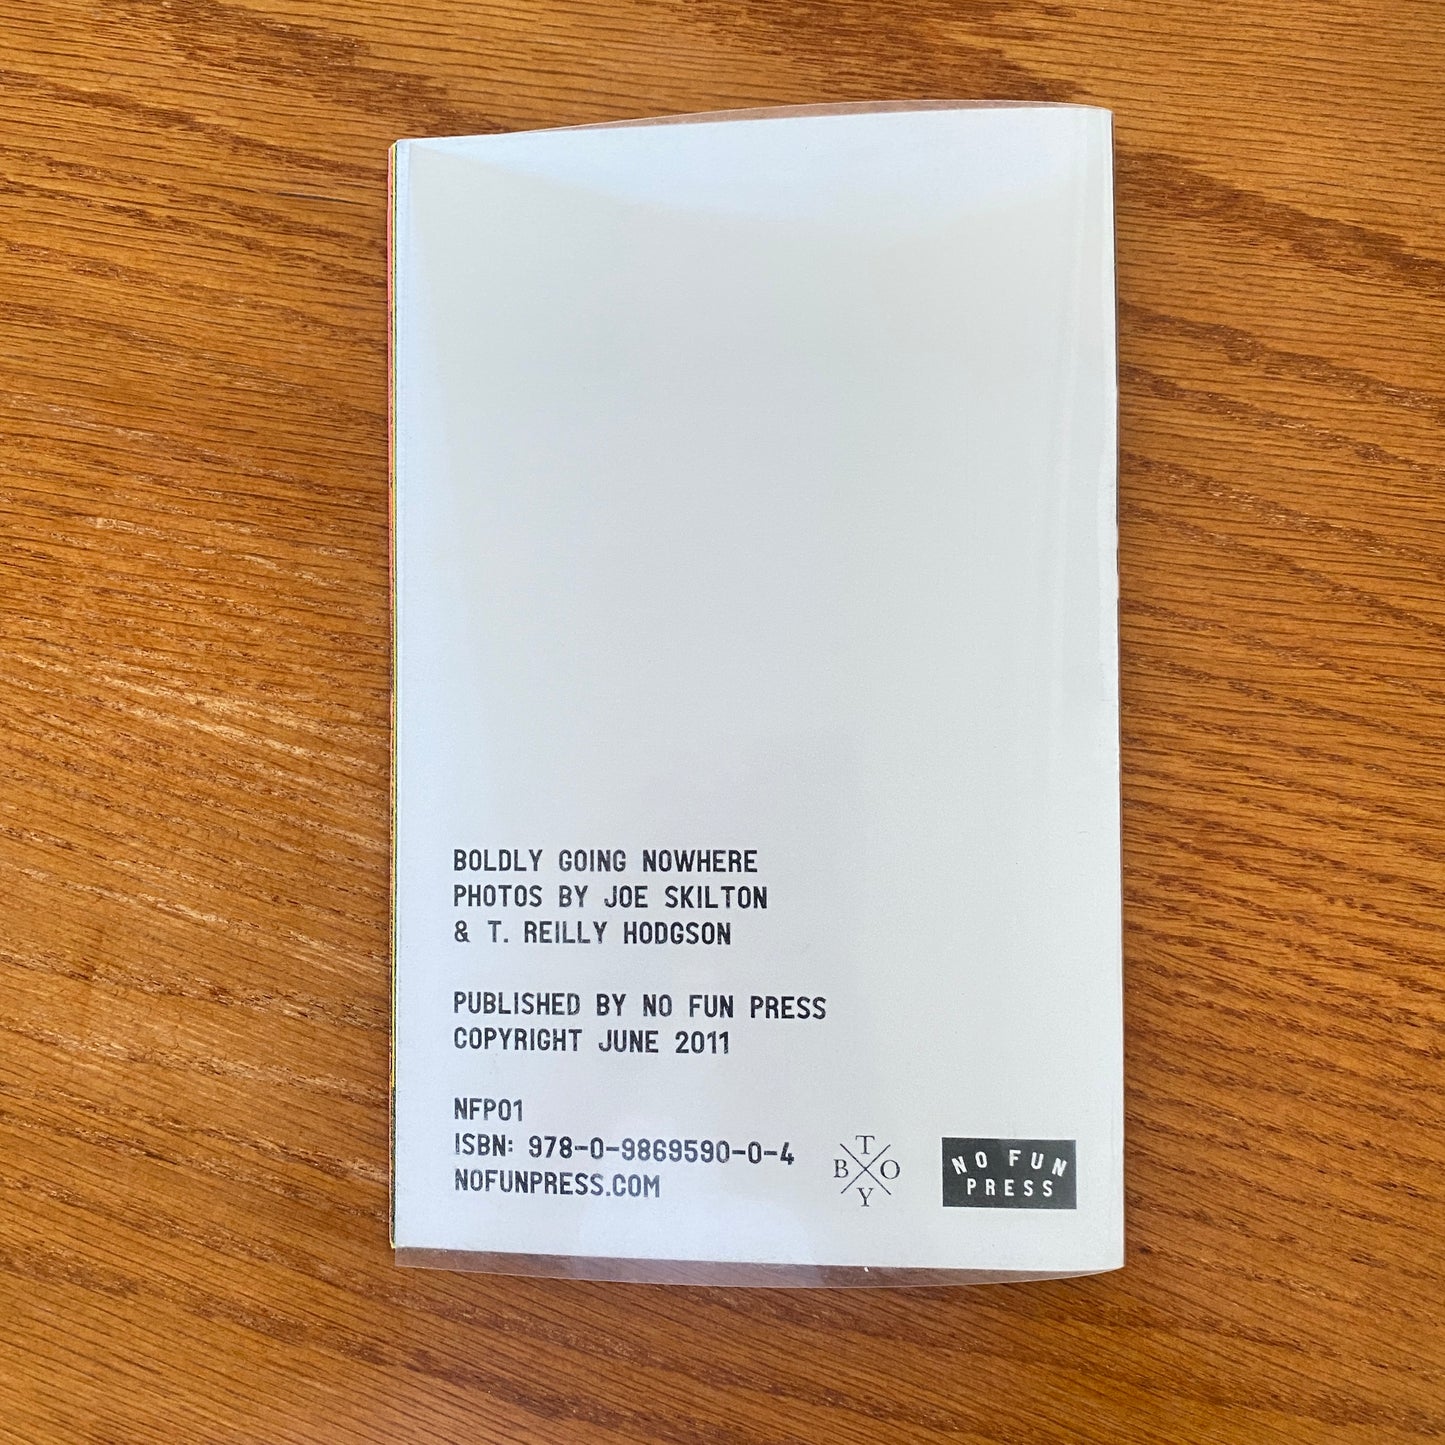 BOLDLY GOING NOWHERE
PHOTOS BY JOE SKILTON
& T. REILLY HODGSON
PUBLISHED BY NO FUN PRESS
COPYRIGHT JUNE 2011
NFP01
ISBN: 978-0-9869590-0-4
NOFUNPRESS.COM
T
B O
Y
NO FUN
PRESS